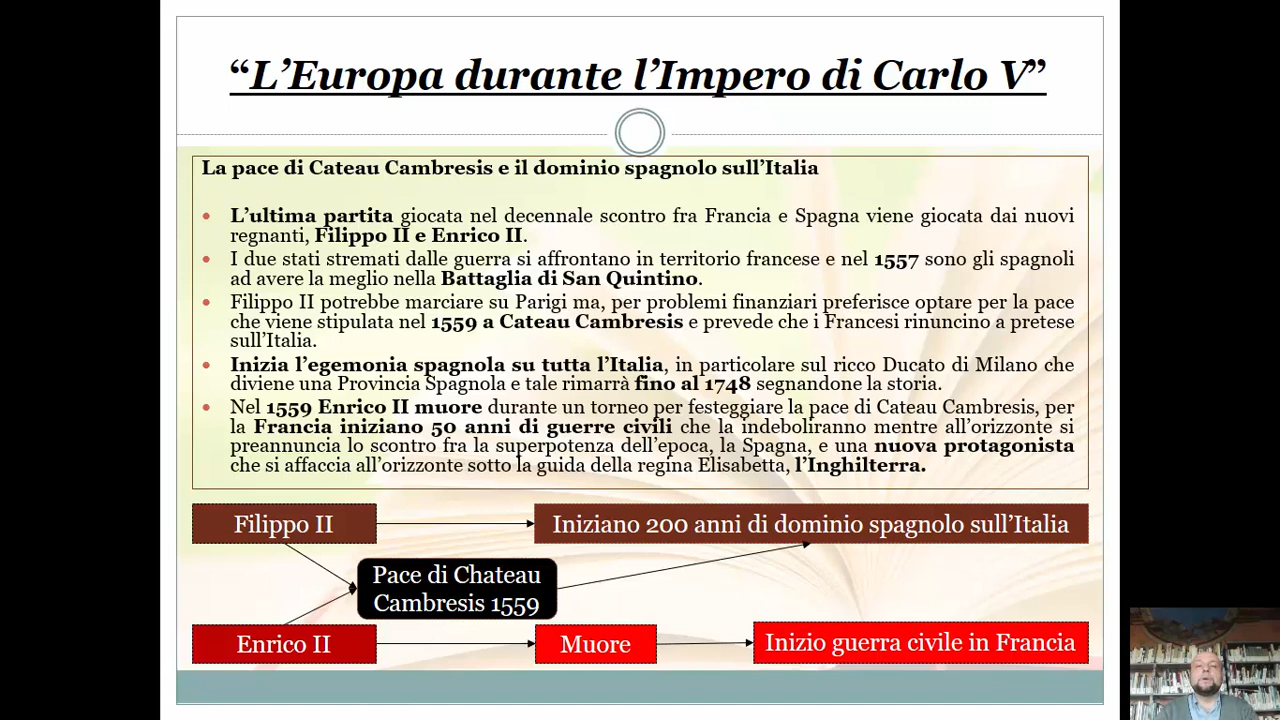 “L’Europa durante l’Impero di Carlo V”
La pace di Cateau Cambresis e il dominio spagnolo sull’Italia
• L’ultima partita giocata nel decennale scontro fra Francia e Spagna viene giocata dai nuovi
regnanti, Filippo II e Enrico II.
• I due stati stremati dalle guerra si affrontano in territorio francese e nel 1557 sono gli spagnoli
ad avere la meglio nella Battaglia di San Quintino.
• Filippo II potrebbe marciare su Parigi ma, per problemi finanziari preferisce optare per la pace
che viene stipulata nel 1559 a Cateau Cambresis e prevede che i Francesi rinuncino a pretese
sull’Italia.
• Inizia l’egemonia spagnola su tutta l’Italia, in particolare sul ricco Ducato di Milano che
diviene una Provincia Spagnola e tale rimarrà fino al 1748 segnandone la storia.
• Nel 1559 Enrico II muore durante un torneo per festeggiare la pace di Cateau Cambresis, per
la Francia iniziano 50 anni di guerre civili che la indeboliranno mentre all’orizzonte si
preannuncia lo scontro fra la superpotenza dell’epoca, la Spagna, e una nuova protagonista
che si affaccia all’orizzonte sotto la guida della regina Elisabetta, l’Inghilterra.
Filippo II
Iniziano 200 anni di dominio spagnolo sull’Italia
Pace di Chateau
Cambresis 1559
Enrico II
Muore
Inizio guerra civile in Francia